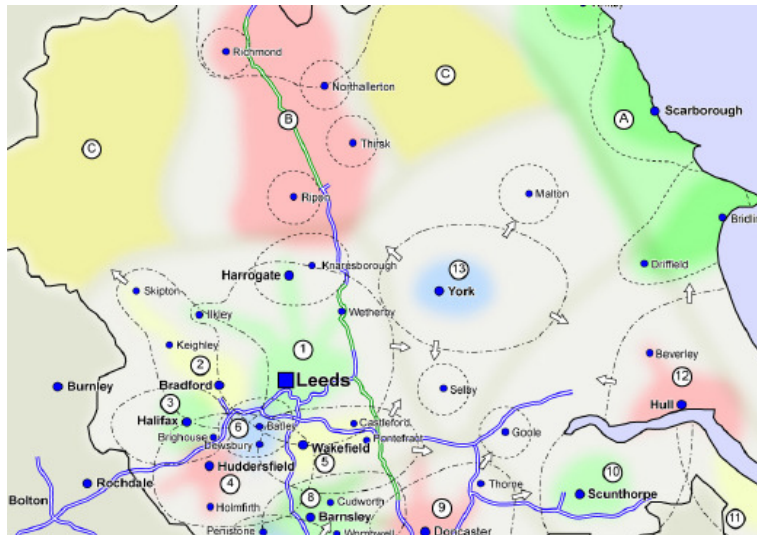 Richmond
Northallerton
C
C
A
Scarborough
B
Thirsk
Ripon
Malton
Bridlin
Driffield
Harrogate
Knaresborough
13
York
Skipton
Ilkley
Wetherby
Keighley
1
2
Bradford
Leeds
Selby
Beverley
12
Burnley
3
Halifax
6
Batley
Castleford
Hull
Brighouse
Dewsbury
Wakefield
Pontefract
Goole
5
Huddersfield
Rochdale
4
Thorne
10
Scunthorpe
Bolton
Holmfirth
8
Cudworth
9
Barnsley
11
Penistone
Wombwell
Doncaster